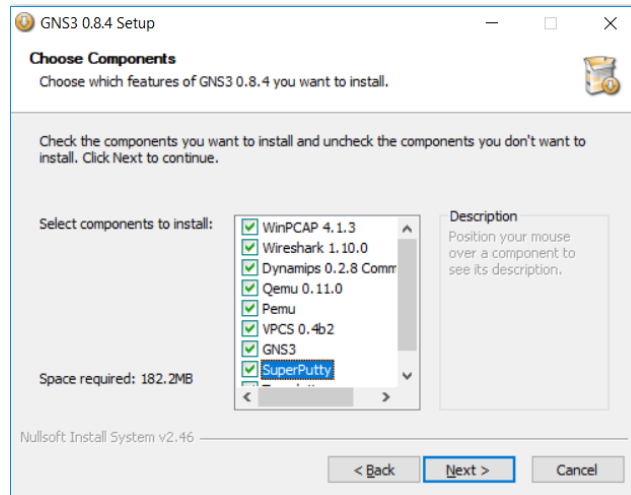 GNS3 0.8.4 Setup
Choose Components
Choose which features of GNS3 0.8.4 you want to install.
Check the components you want to install and uncheck the components you don't want to
install. Click Next to continue.
Select components to install:
WinPCAP 4.1.3
Wireshark 1.10.0
Dynamips 0.2.8 Comm
Qemu 0.11.0
Pemu
VPCS 0.4b2
GNS3
SuperPutty
Description
Position your mouse
over a component to
see its description.
Space required: 182.2MB
Nullsoft Install System v2.46
< Back
Next >
Cancel